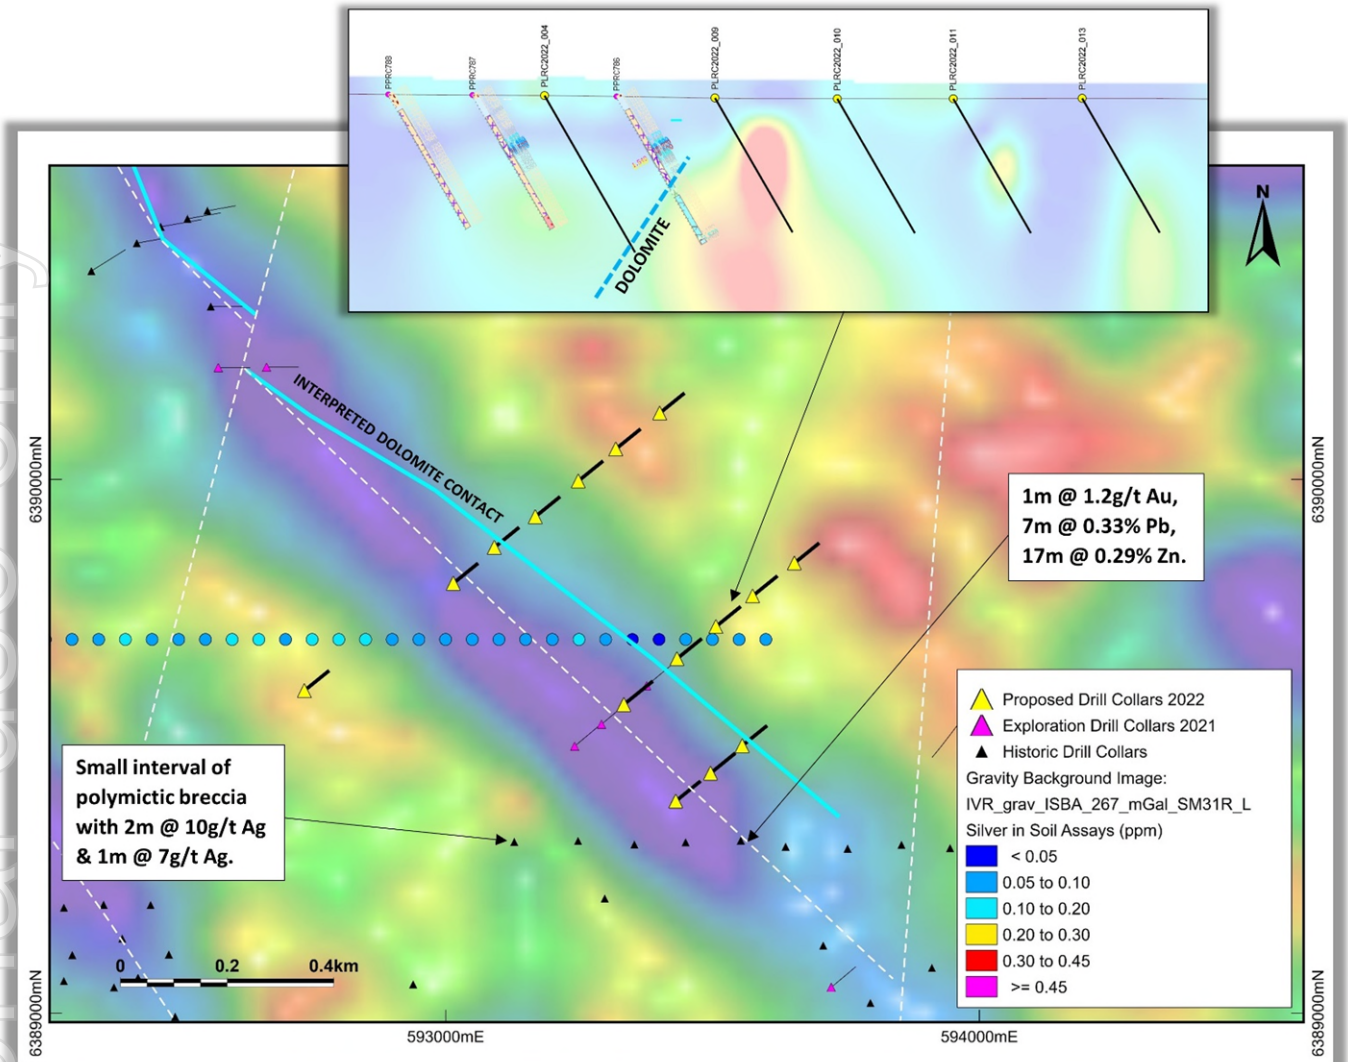 PPRC788
PPRC787
PLRC2022_004
PPRC786
PLRC2022_009
PLRC2022_010
PLRC2022_011
PLRC2022_013
DOLOMITE
N
INTERPRETED DOLOMITE CONTACT
6390000mN
6390000mN
1m @ 1.2g/t Au,
7m @ 0.33% Pb,
17m @ 0.29% Zn.
Small interval of
polymictic breccia
with 2m @ 10g/t Ag
& 1m @ 7g/t Ag.
Proposed Drill Collars 2022
Exploration Drill Collars 2021
Historic Drill Collars
Gravity Background Image:
IVR_grav_ISBA_267_mGal_SM31R_L
Silver in Soil Assays (ppm)
< 0.05
0.05 to 0.10
0.10 to 0.20
0.20 to 0.30
0.30 to 0.45
>= 0.45
0 0.2 0.4km
6389000mN
6389000mN
593000mE
594000mE